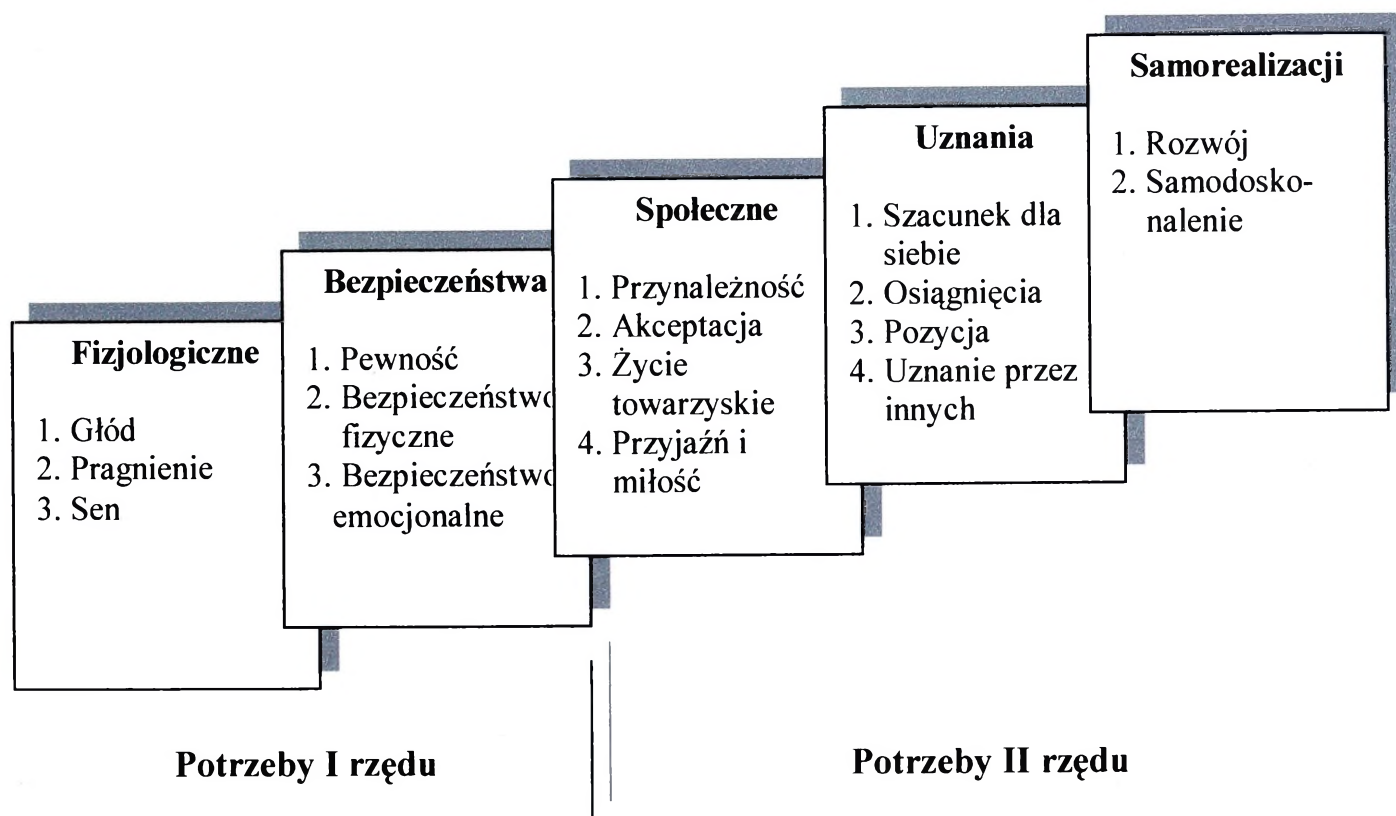 Fizjologiczne
1. Głód
2. Pragnienie
3. Sen
Bezpieczeństwa
1. Pewność
2. Bezpieczeństwo
fizyczne
3. Bezpieczeństwo
emocjonalne
Społeczne
1. Przynależność
2. Akceptacja
3. Życie
towarzyskie
4. Przyjaźń i
miłość
Uznania
1. Szacunek dla
siebie
2. Osiągnięcia
3. Pozycja
4. Uznanie przez
innych
Samorealizacji
1. Rozwój
2. Samodosko-
nalenie
Potrzeby I rzędu
Potrzeby II rzędu